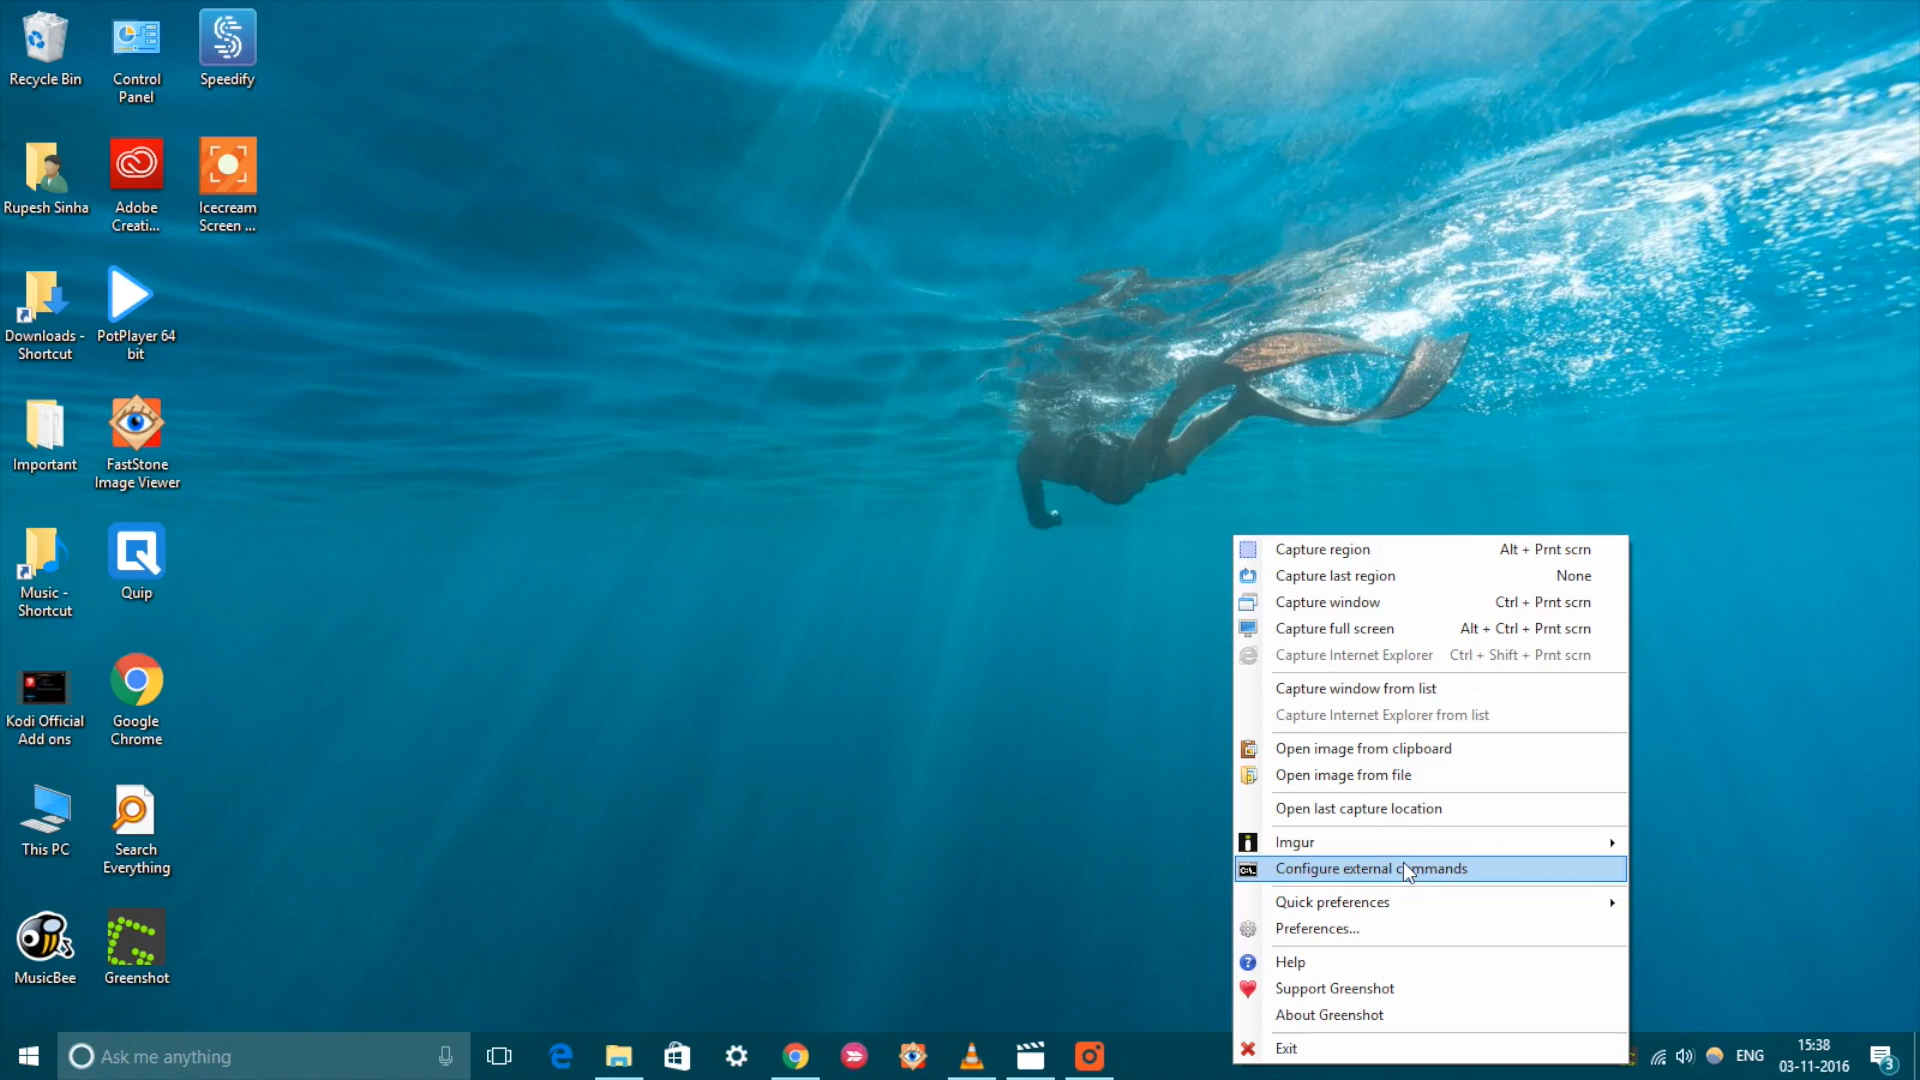 Recycle Bin
Control
Panel
Speedify
Rupesh Sinha
Adobe
Creati...
Icecream
Screen ...
Downloads -
Shortcut
PotPlayer 64
bit
Important
FastStone
Image Viewer
Music -
Shortcut
Quip
Kodi Official
Add ons
Google
Chrome
This PC
Search
Everything
MusicBee
Greenshot
Capture region Alt + Prnt scrn
Capture last region None
Capture window Ctrl + Prnt scrn
Capture full screen Alt + Ctrl + Prnt scrn
Capture Internet Explorer Ctrl + Shift + Prnt scrn
Capture window from list
Capture Internet Explorer from list
Open image from clipboard
Open image from file
Open last capture location
Imgur
Configure external commands
Quick preferences
Preferences...
Help
Support Greenshot
About Greenshot
Exit
Ask me anything
ENG
15:38
03-11-2016
3